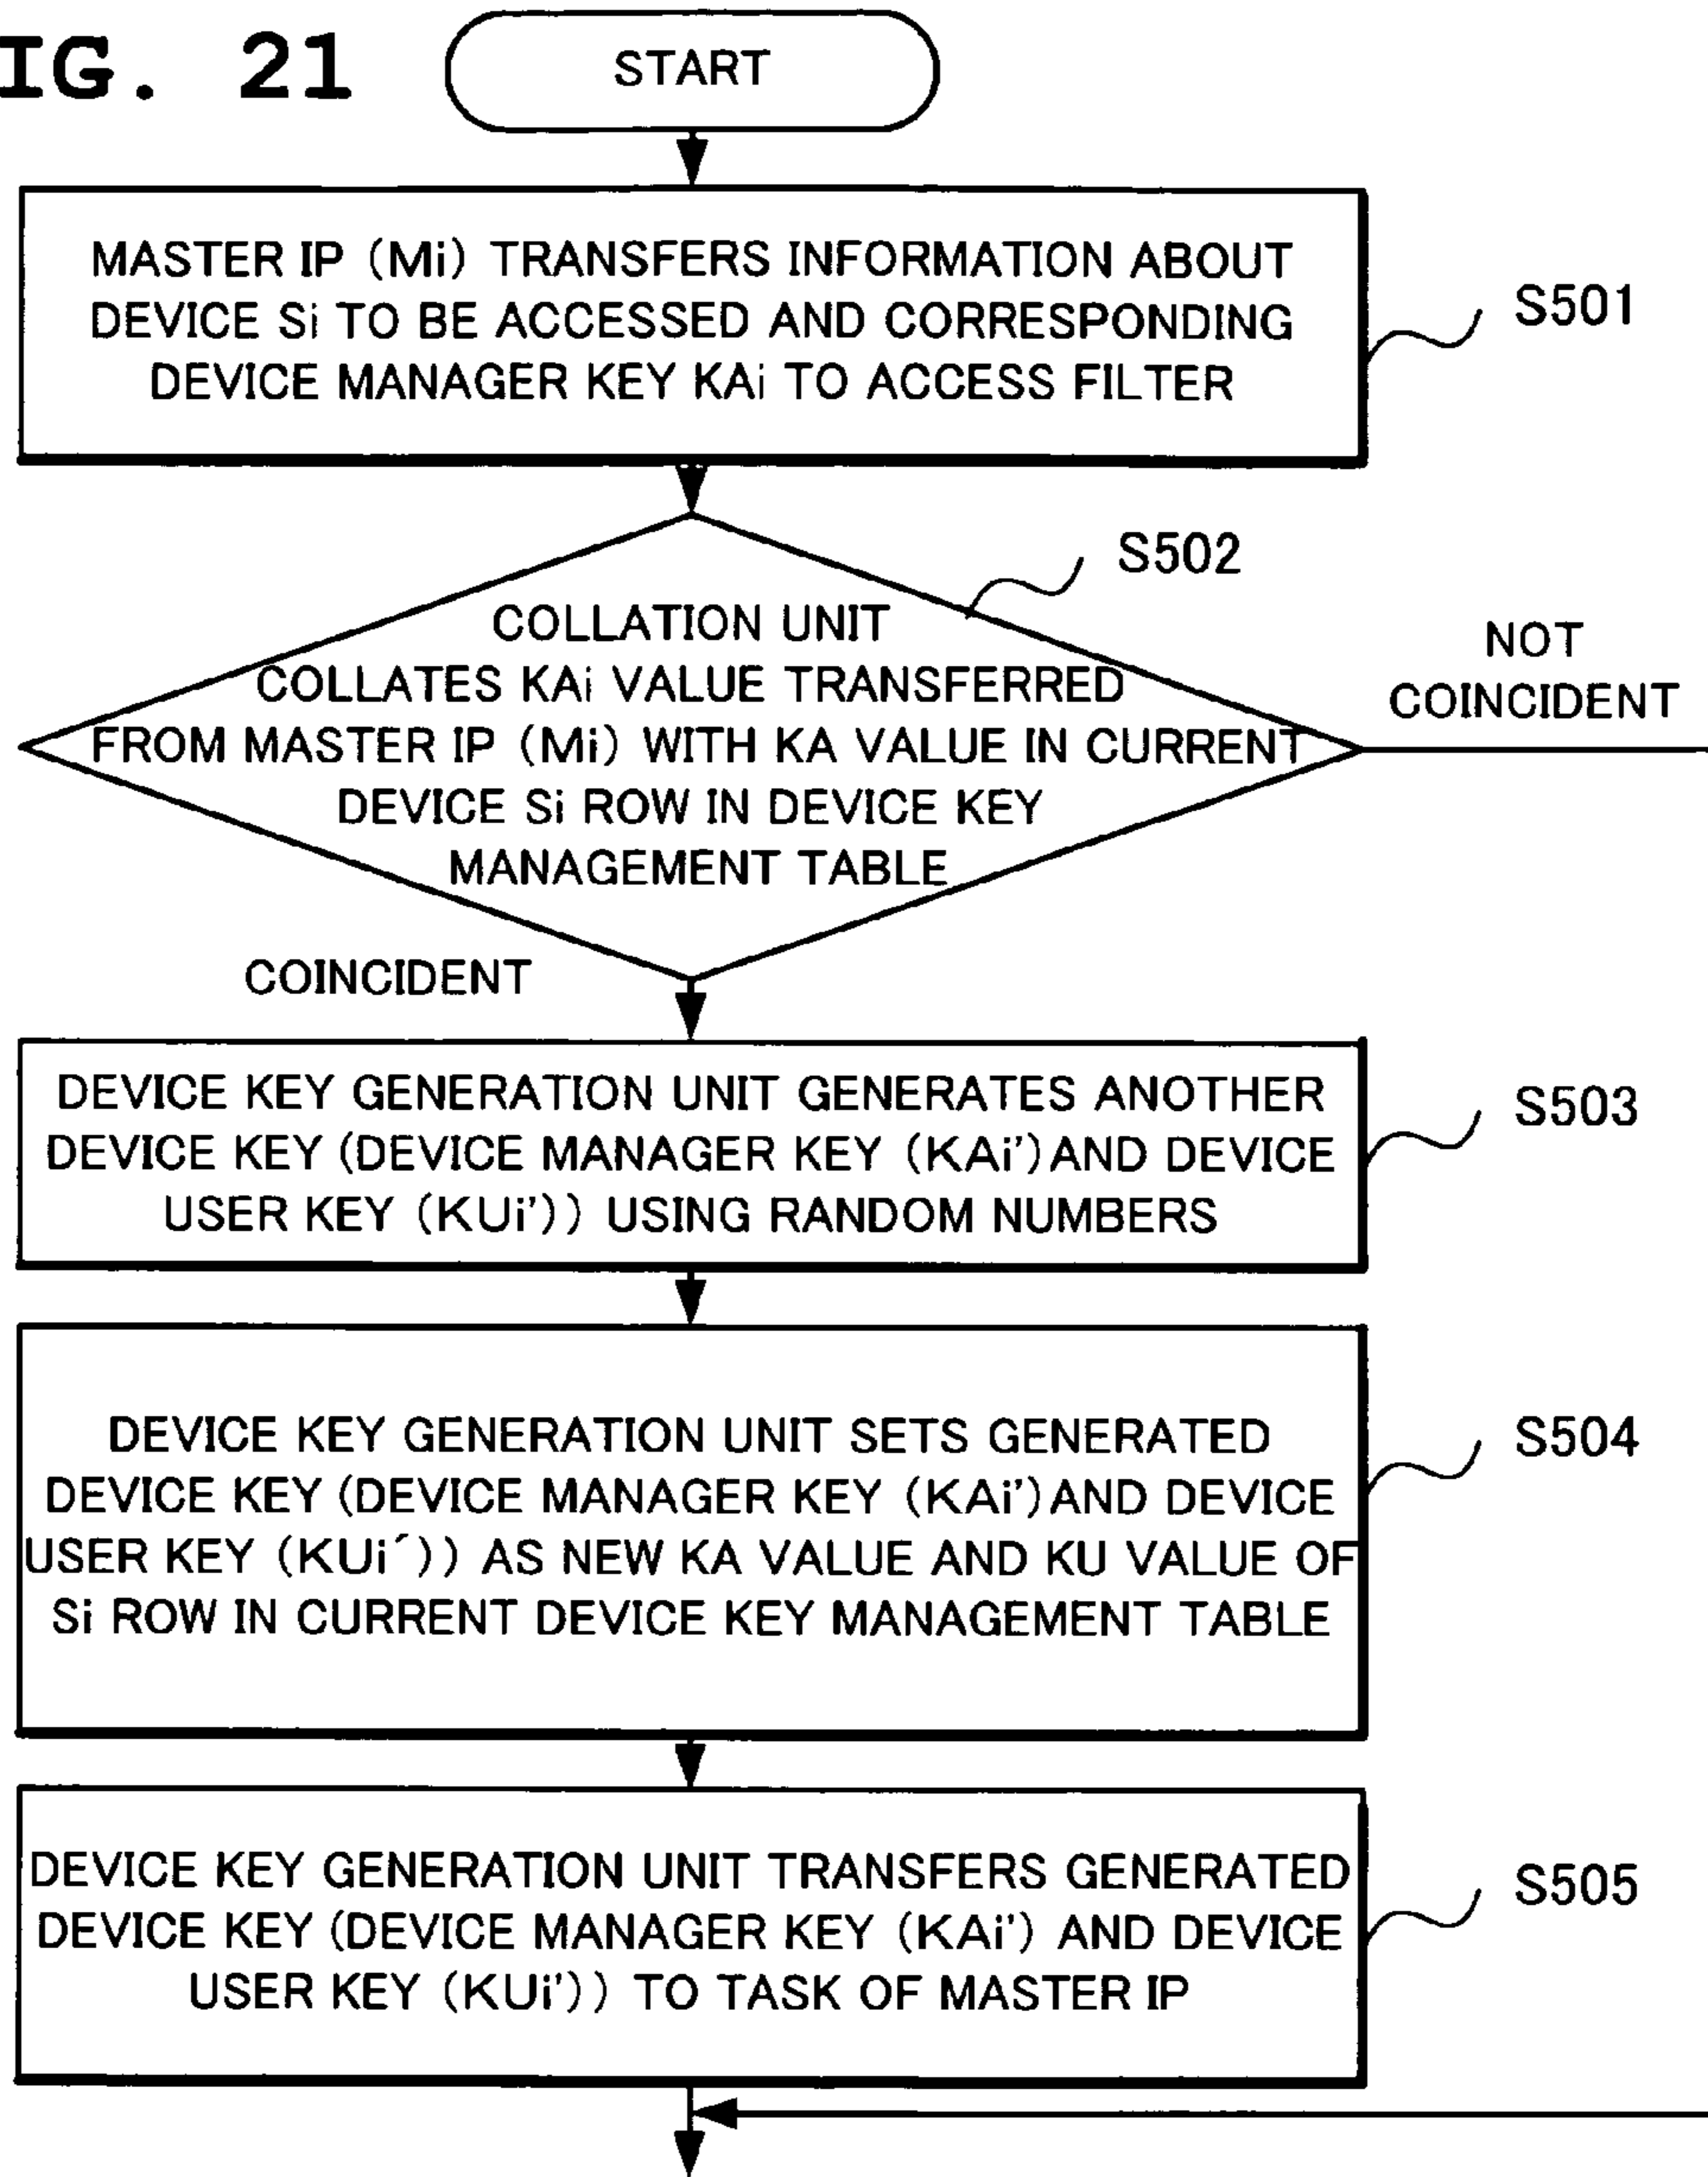 IG. 21
START
MASTER IP (Mi) TRANSFERS INFORMATION ABOUT
DEVICE Si TO BE ACCESSED AND CORRESPONDING
DEVICE MANAGER KEY KAi TO ACCESS FILTER
S501
S502
COLLATION UNIT
COLLATES KAi VALUE TRANSFERRED
FROM MASTER IP (Mi) WITH KA VALUE IN CURRENT
DEVICE Si ROW IN DEVICE KEY
MANAGEMENT TABLE
NOT
COINCIDENT
COINCIDENT
DEVICE KEY GENERATION UNIT GENERATES ANOTHER
DEVICE KEY (DEVICE MANAGER KEY (KAi') AND DEVICE
USER KEY (KUi')) USING RANDOM NUMBERS
S503
DEVICE KEY GENERATION UNIT SETS GENERATED
DEVICE KEY (DEVICE MANAGER KEY (KAi') AND DEVICE
USER KEY (KUi´)) AS NEW KA VALUE AND KU VALUE OF
Si ROW IN CURRENT DEVICE KEY MANAGEMENT TABLE
S504
DEVICE KEY GENERATION UNIT TRANSFERS GENERATED
DEVICE KEY (DEVICE MANAGER KEY (KAi') AND DEVICE
USER KEY (KUi')) TO TASK OF MASTER IP
S505